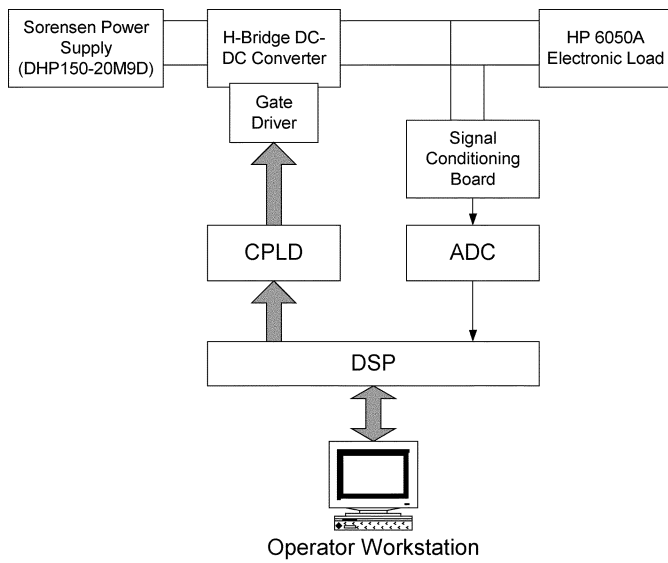 Sorensen Power
Supply
(DHP150-20M9D)
H-Bridge DC-
DC Converter
HP 6050A
Electronic Load
Gate
Driver
Signal
Conditioning
Board
CPLD
ADC
DSP
Operator Workstation